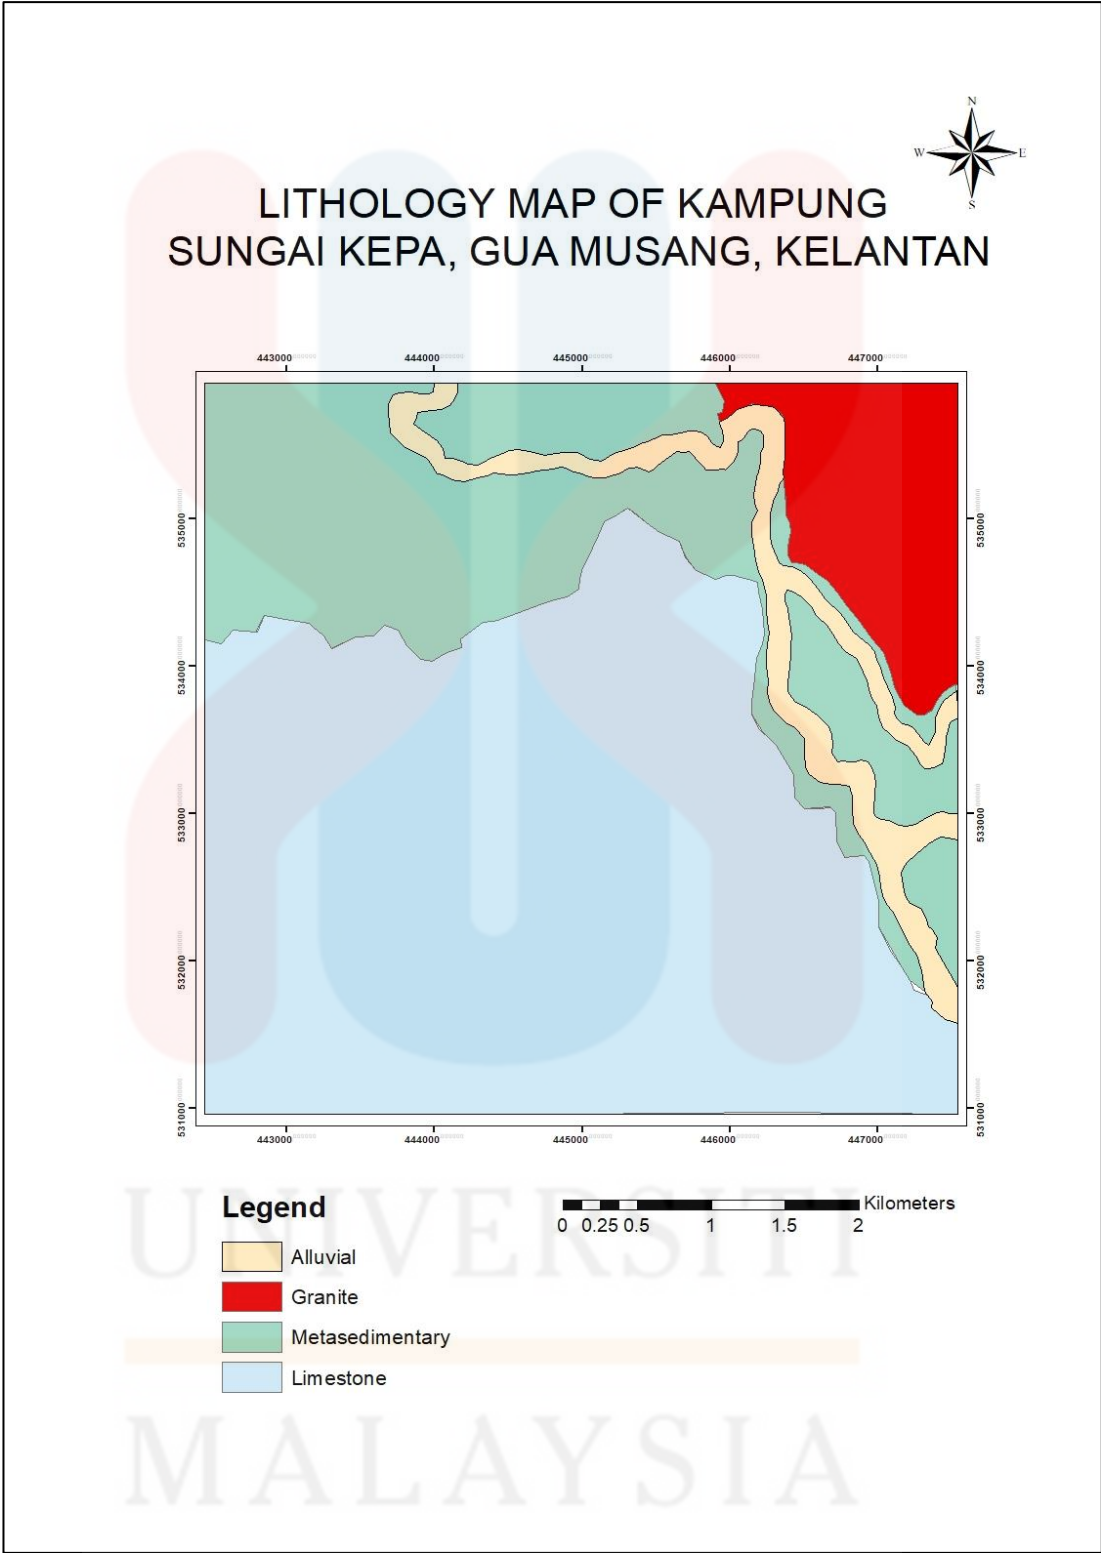 N
W E
S
LITHOLOGY MAP OF KAMPUNG
SUNGAI KEPA, GUA MUSANG, KELANTAN
443000 444000 445000 446000 447000
535000 535000
534000 534000
533000 533000
532000 532000
531000 531000
443000 444000 445000 446000 447000
Legend
Kilometers
0 0.25 0.5 1 1.5 2
Alluvial
Granite
Metasedimentary
Limestone
UNIVERSITI
MALAYSIA